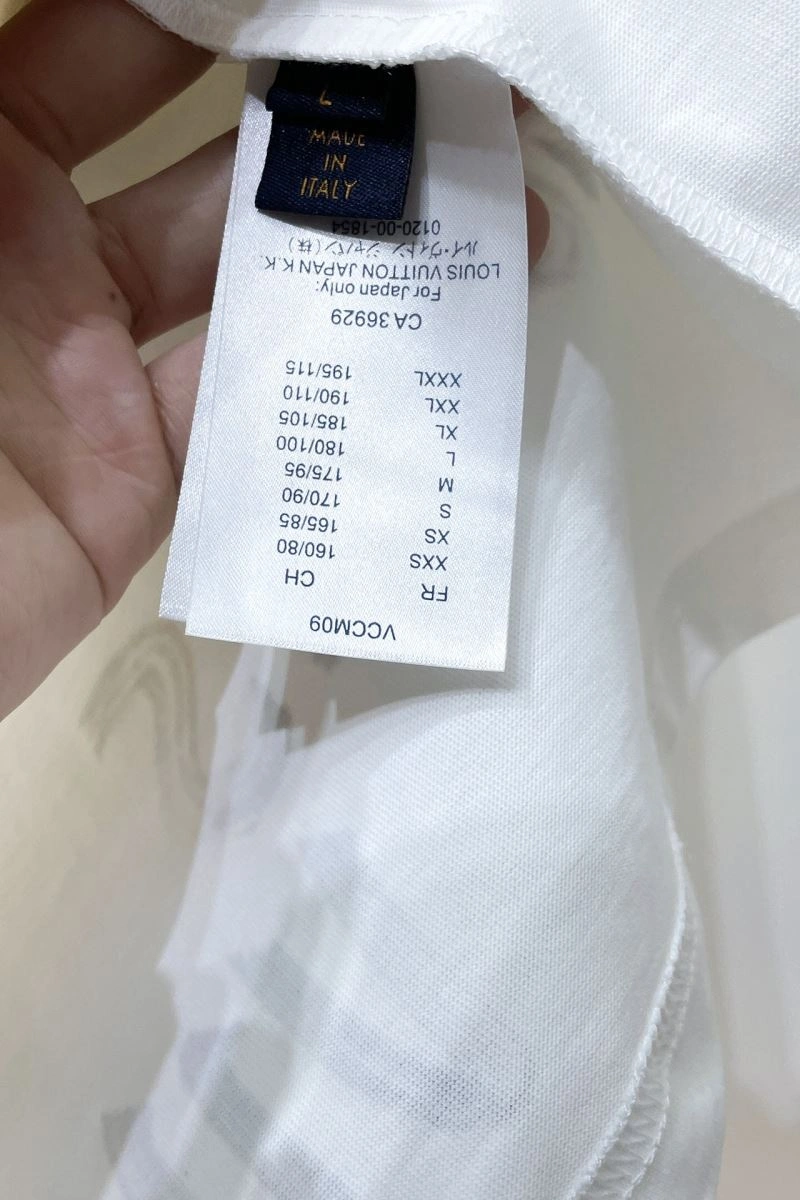 L
MADE
IN
ITALY
VCCM09
FR CH
XXS 160/80
XS 165/85
S 170/90
M 175/95
L 180/100
XL 185/105
XXL 190/110
XXXL 195/115
CA 36929
For Japan only:
LOUIS VUITTON JAPAN K.K.
ルイ・ヴィトン ジャパン(株)
0120-00-1854